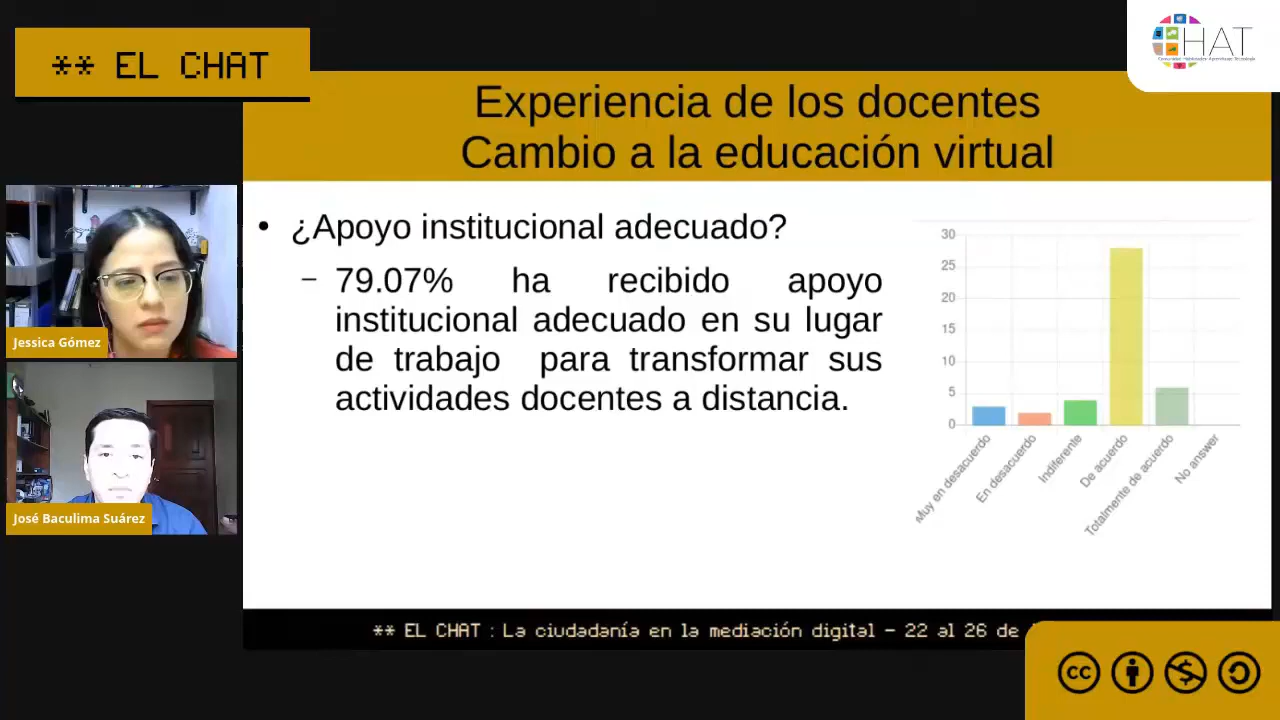 ** EL CHAT
HAT
Experiencia de los docentes
Cambio a la educación virtual
• ¿Apoyo institucional adecuado?
– 79.07% ha recibido apoyo
institucional adecuado en su lugar
de trabajo para transformar sus
actividades docentes a distancia.
30
25
20
15
10
5
0
Muy en desacuerdo
En desacuerdo
Indiferente
De acuerdo
Totalmente de acuerdo
No answer
Jessica Gómez
José Baculima Suárez
** EL CHAT : La ciudadanía en la mediación digital – 22 al 26 de
cc